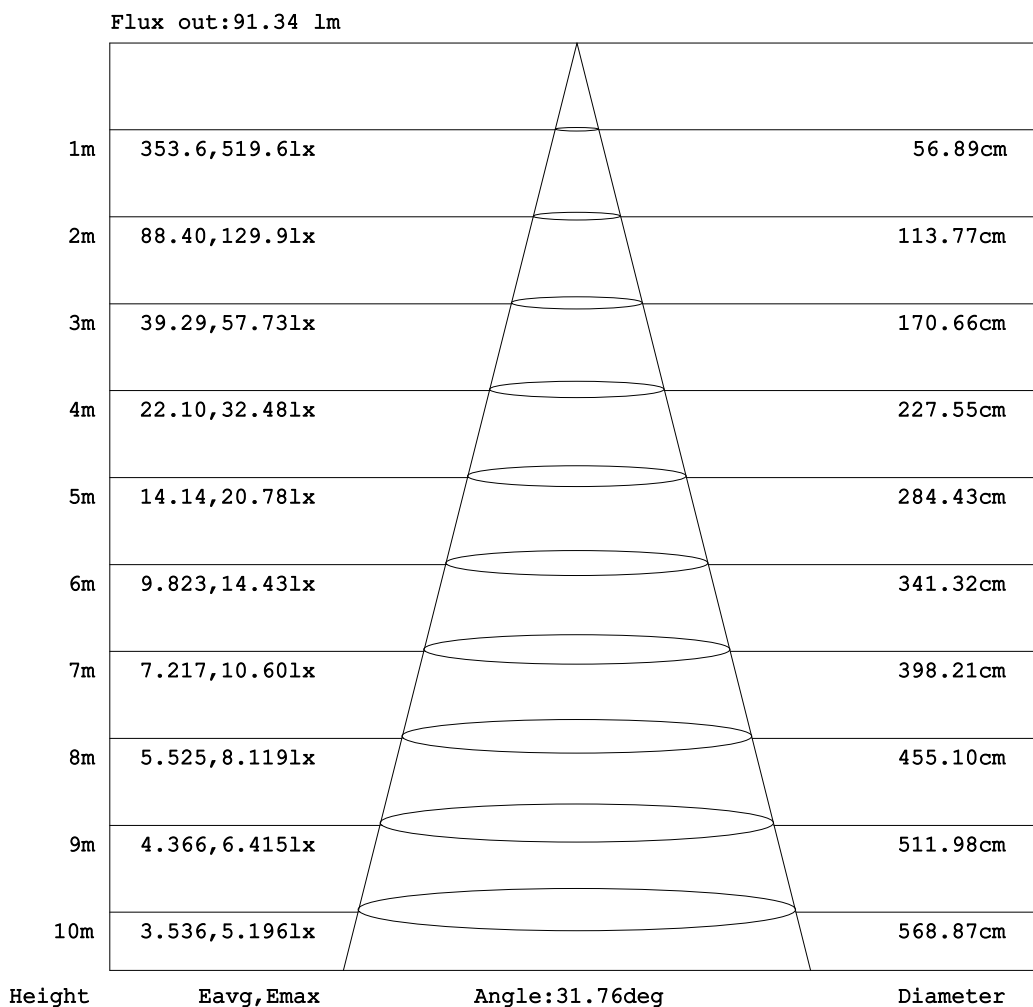 Flux out:91.34 lm
1m 353.6,519.6lx 56.89cm
2m 88.40,129.9lx 113.77cm
3m 39.29,57.73lx 170.66cm
4m 22.10,32.48lx 227.55cm
5m 14.14,20.78lx 284.43cm
6m 9.823,14.43lx 341.32cm
7m 7.217,10.60lx 398.21cm
8m 5.525,8.119lx 455.10cm
9m 4.366,6.415lx 511.98cm
10m 3.536,5.196lx 568.87cm
Height Eavg,Emax Angle:31.76deg Diameter